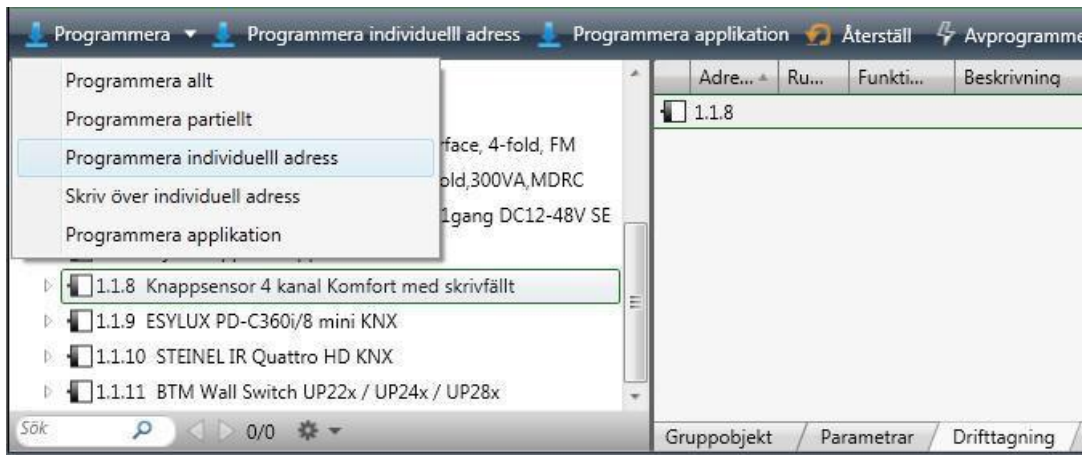 Programmera Programmera individuelll adress Programmera applikation Återställ Avprogramme
Programmera allt
Programmera partiellt
Programmera individuelll adress
Skriv över individuell adress
Programmera applikation
rface, 4-fold, FM
old,300VA,MDRC
1gang DC12-48V SE
1.1.8 Knappsensor 4 kanal Komfort med skrivfällt
1.1.9 ESYLUX PD-C360i/8 mini KNX
1.1.10 STEINEL IR Quattro HD KNX
1.1.11 BTM Wall Switch UP22x / UP24x / UP28x
Sök 0/0
Adre... Ru... Funkti... Beskrivning
1.1.8
Gruppobjekt Parametrar Drifttagning